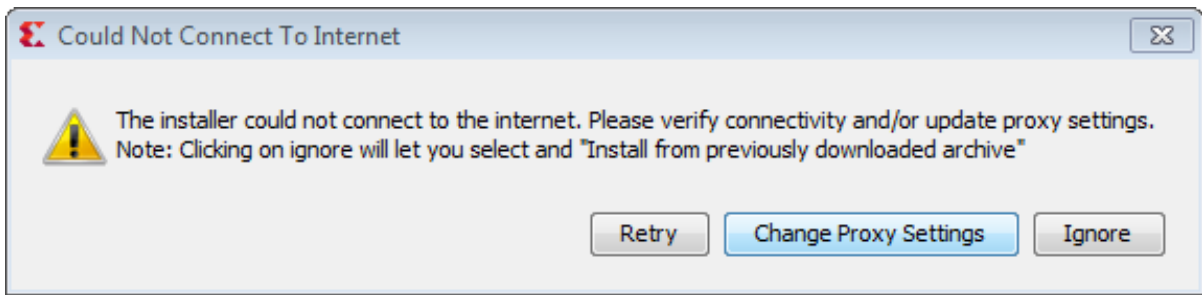 Could Not Connect To Internet
The installer could not connect to the internet. Please verify connectivity and/or update proxy settings.
Note: Clicking on ignore will let you select and "Install from previously downloaded archive"
Retry Change Proxy Settings Ignore